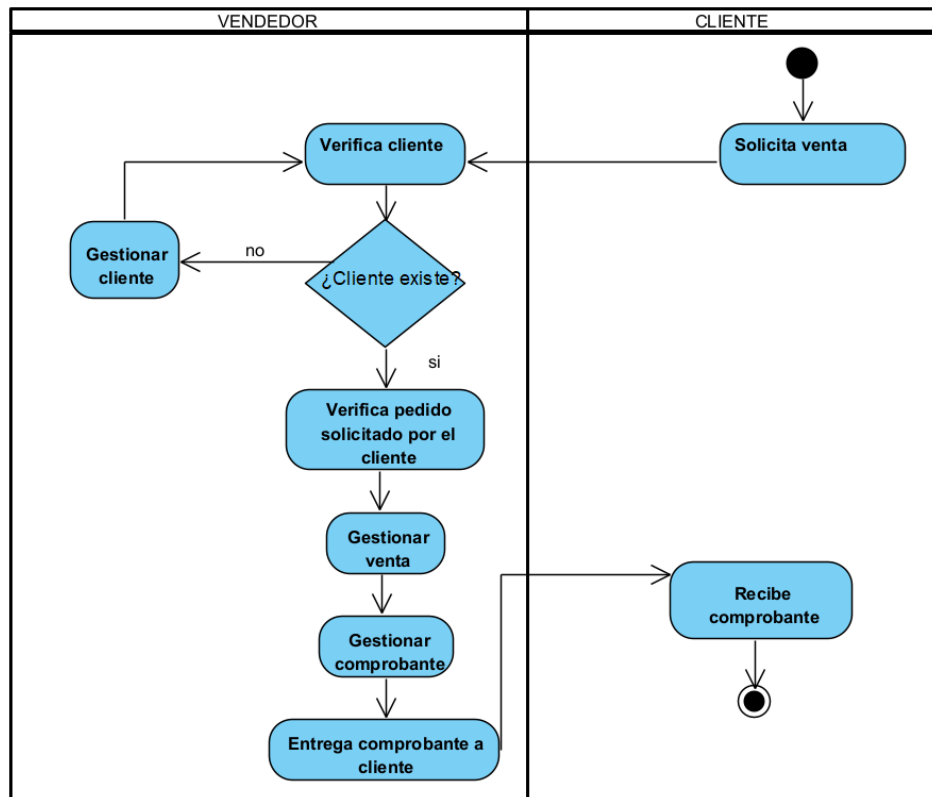 VENDEDOR
CLIENTE
Verifica cliente
Solicita venta
Gestionar
cliente
no
¿Cliente existe?
si
Verifica pedido
solicitado por el
cliente
Gestionar
venta
Gestionar
comprobante
Entrega comprobante a
cliente
Recibe
comprobante